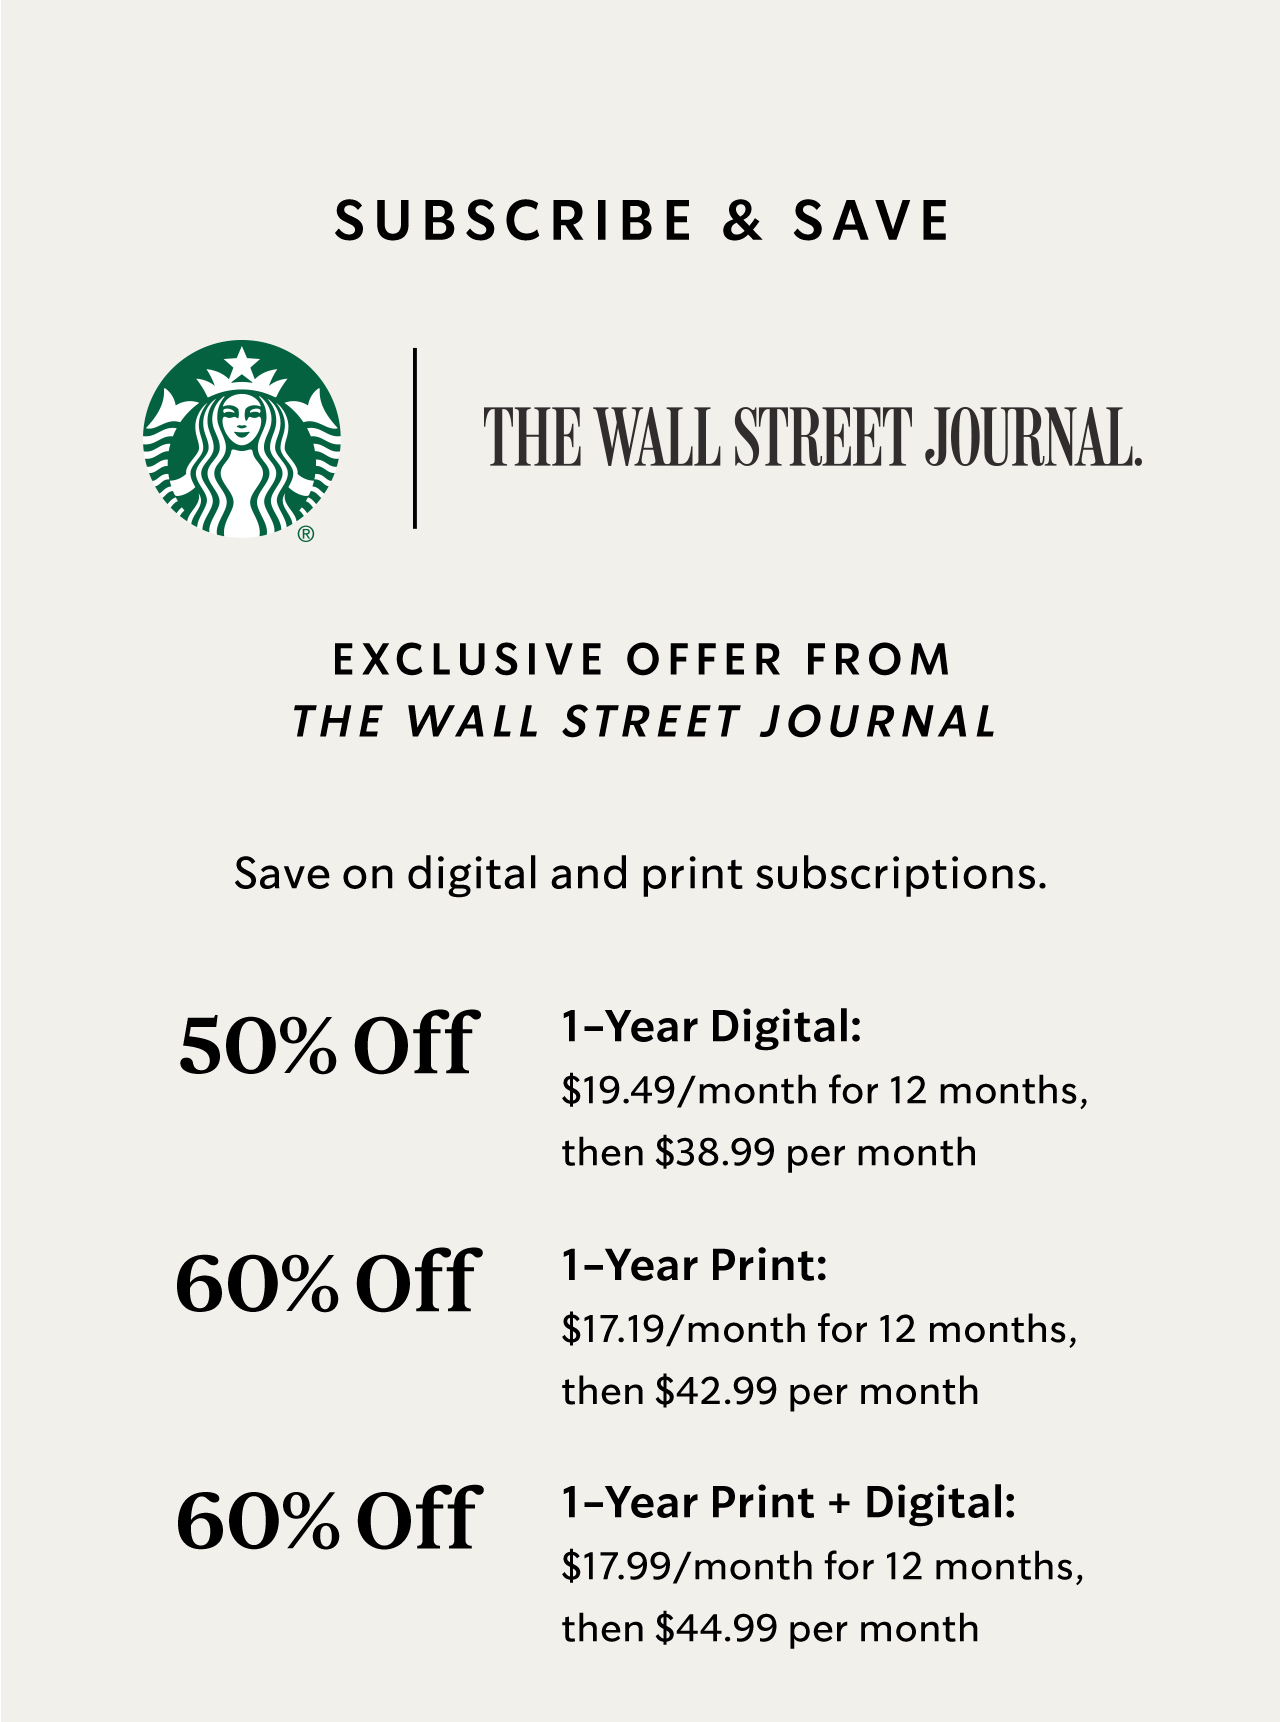 SUBSCRIBE & SAVE
®
THE WALL STREET JOURNAL.
EXCLUSIVE OFFER FROM
THE WALL STREET JOURNAL
Save on digital and print subscriptions.
50% Off
1–Year Digital:
$19.49/month for 12 months,
then $38.99 per month
60% Off
1–Year Print:
$17.19/month for 12 months,
then $42.99 per month
60% Off
1–Year Print + Digital:
$17.99/month for 12 months,
then $44.99 per month